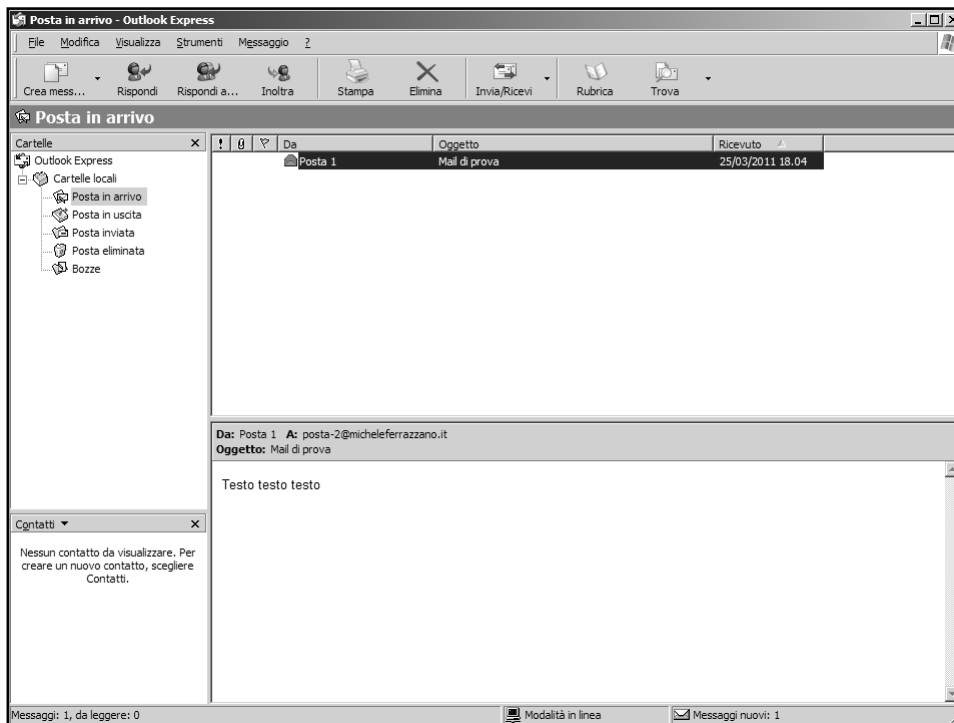 Posta in arrivo - Outlook Express
File Modifica Visualizza Strumenti Messaggio ?
Crea mess... Rispondi Rispondi a... Inoltra Stampa Elimina Invia/Ricevi Rubrica Trova
Posta in arrivo
Cartelle
Outlook Express
Cartelle locali
Posta in arrivo
Posta in uscita
Posta inviata
Posta eliminata
Bozze
! Da Oggetto Ricevuto
Posta 1 Mail di prova 25/03/2011 18.04
Da: Posta 1 A: posta-2@micheleferrazzano.it
Oggetto: Mail di prova
Testo testo testo
Contatti
Nessun contatto da visualizzare. Per
creare un nuovo contatto, scegliere
Contatti.
Messaggi: 1, da leggere: 0 Modalità in linea Messaggi nuovi: 1